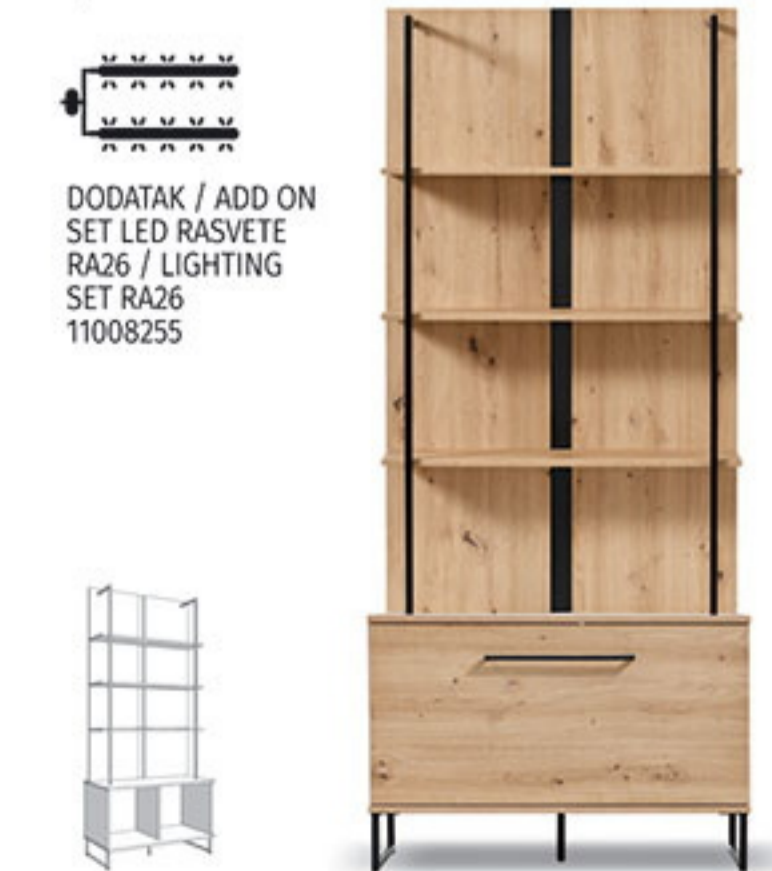 DODATAK / ADD ON
SET LED RASVETE
RA26 / LIGHTING
SET RA26
11008255